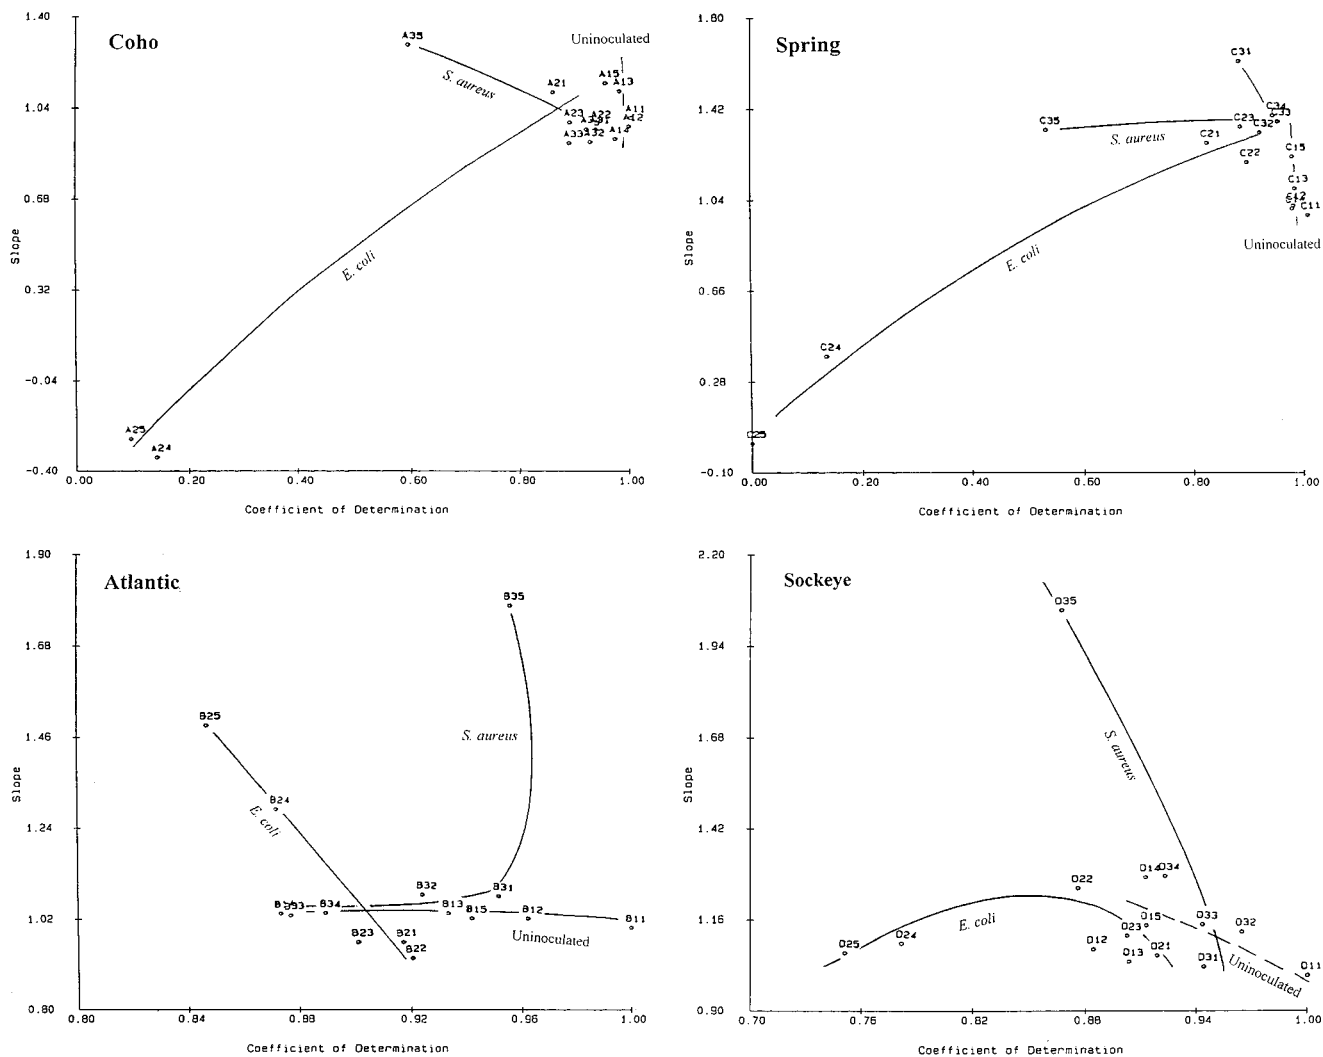 Coho
Uninoculated
Slope
1.40
1.04
0.68
0.32
-0.04
-0.40
A35
S. aureus
A21
A15
A13
A23
A22
A11
A12
A33
A32
A14
E. coli
A25
A24
0.00
0.20
0.40
0.60
0.80
1.00
Coefficient of Determination
Spring
Slope
1.80
1.42
1.04
0.66
0.28
-0.10
C31
C34
C33
C35
C23
C32
S. aureus
C21
C22
C15
C13
C12
C11
Uninoculated
E. coli
C24
C25
0.00
0.20
0.40
0.60
0.80
1.00
Coefficient of Determination
Atlantic
Slope
1.90
1.68
1.46
1.24
1.02
0.80
B35
B25
S. aureus
B24
E. coli
B32
B31
B14
B33
B34
B13
B15
B12
B11
B23
B21
B22
Uninoculated
0.80
0.84
0.88
0.92
0.96
1.00
Coefficient of Determination
Sockeye
Slope
2.20
1.94
1.68
1.42
1.16
0.90
D35
S. aureus
D14
D34
D22
E. coli
D15
D33
D32
D23
D25
D24
D12
D21
D13
D31
Uninoculated
D11
0.70
0.76
0.82
0.88
0.94
1.00
Coefficient of Determination